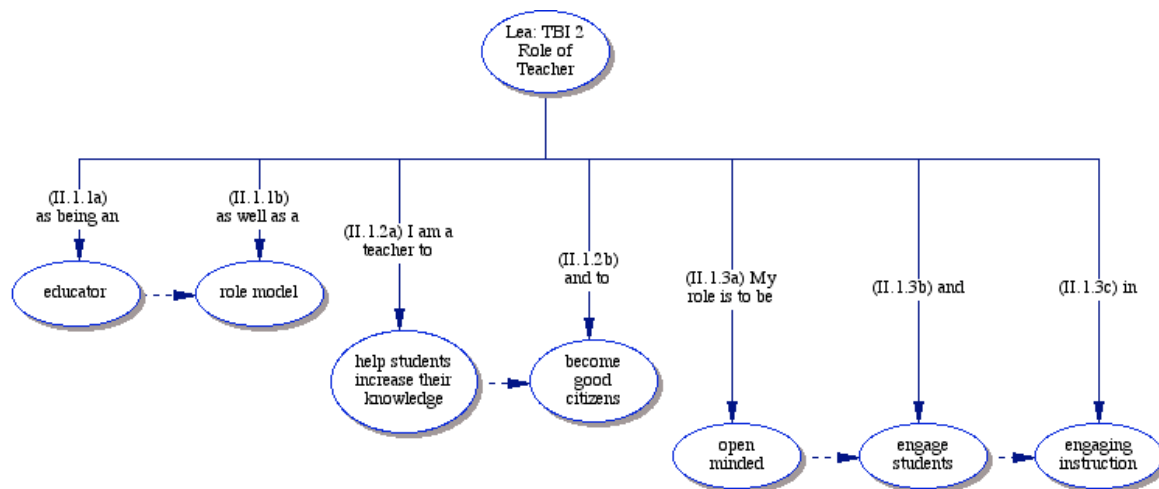 Lea: TBI 2
Role of
Teacher
(II.1.1a)
as being an
(II.1.1b)
as well as a
(II.1.2a) I am a
teacher to
(II.1.2b)
and to
(II.1.3a) My
role is to be
(II.1.3b) and
(II.1.3c) in
educator
role model
help students
increase their
knowledge
become
good
citizens
open
minded
engage
students
engaging
instruction